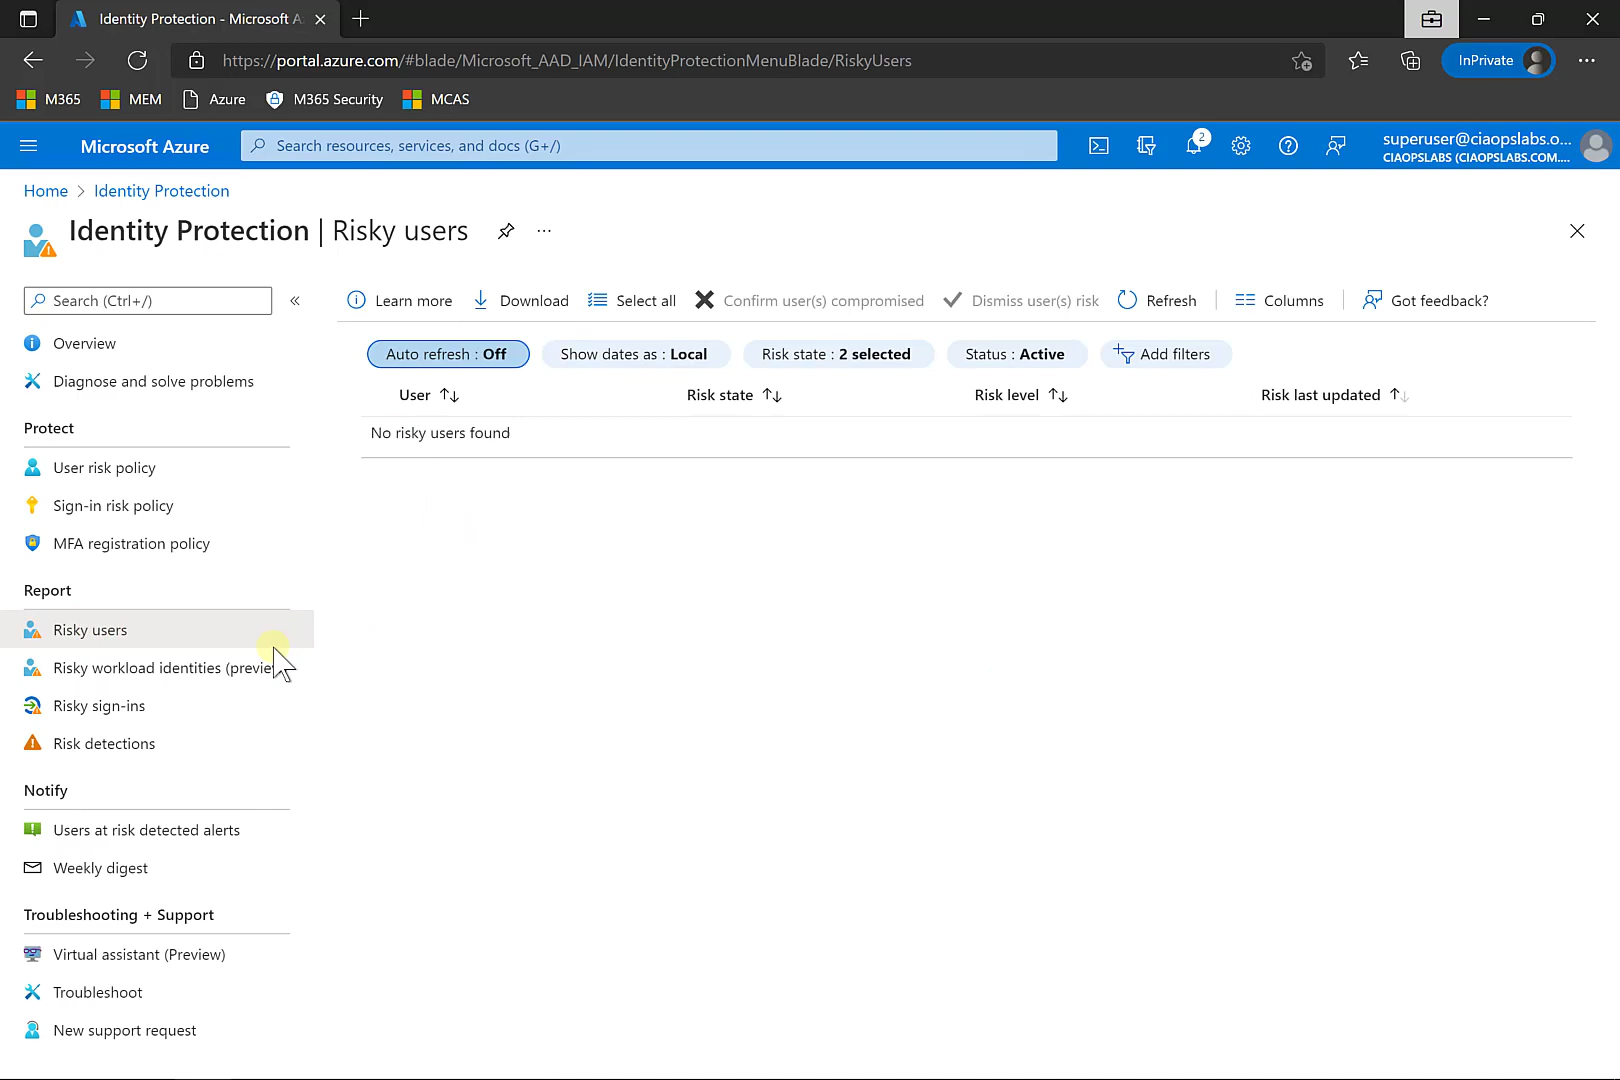 Identity Protection - Microsoft A
https://portal.azure.com/#blade/Microsoft_AAD_IAM/IdentityProtectionMenuBlade/RiskyUsers
InPrivate
M365
MEM
Azure
M365 Security
MCAS
Microsoft Azure
Search resources, services, and docs (G+/)
2
superuser@ciaopslabs.o...
CIAOPSLABS (CIAOPSLABS.COM....
Home > Identity Protection
Identity Protection | Risky users
Search (Ctrl+/)
Learn more
Download
Select all
Confirm user(s) compromised
Dismiss user(s) risk
Refresh
Columns
Got feedback?
Overview
Diagnose and solve problems
Protect
User risk policy
Sign-in risk policy
MFA registration policy
Report
Risky users
Risky workload identities (previe
Risky sign-ins
Risk detections
Notify
Users at risk detected alerts
Weekly digest
Troubleshooting + Support
Virtual assistant (Preview)
Troubleshoot
New support request
Auto refresh : Off
Show dates as : Local
Risk state : 2 selected
Status : Active
Add filters
User
Risk state
Risk level
Risk last updated
No risky users found